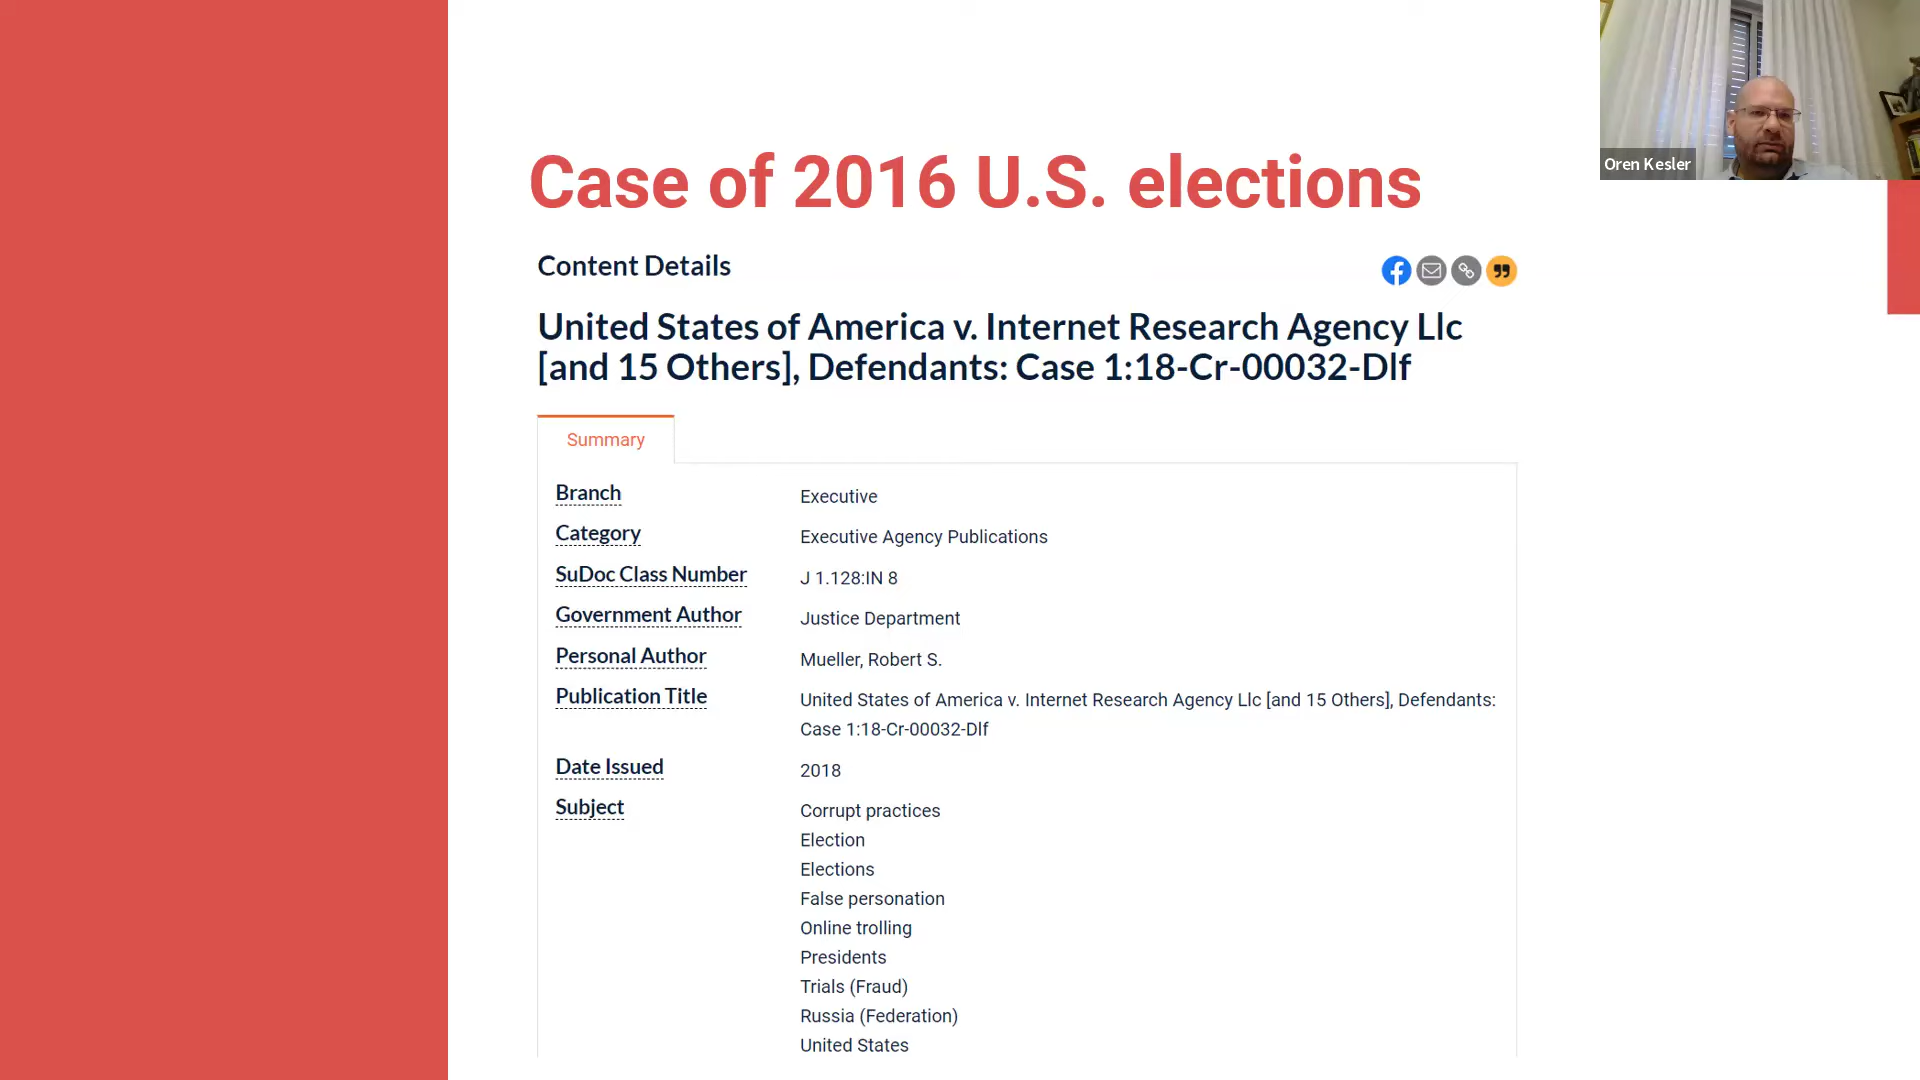 Oren Kesler
Case of 2016 U.S. elections
Content Details
United States of America v. Internet Research Agency Llc
[and 15 Others], Defendants: Case 1:18-Cr-00032-Dlf
Summary
Branch Executive
Category Executive Agency Publications
SuDoc Class Number J 1.128:IN 8
Government Author Justice Department
Personal Author Mueller, Robert S.
Publication Title United States of America v. Internet Research Agency Llc [and 15 Others], Defendants:
Case 1:18-Cr-00032-Dlf
Date Issued 2018
Subject Corrupt practices
Election
Elections
False personation
Online trolling
Presidents
Trials (Fraud)
Russia (Federation)
United States